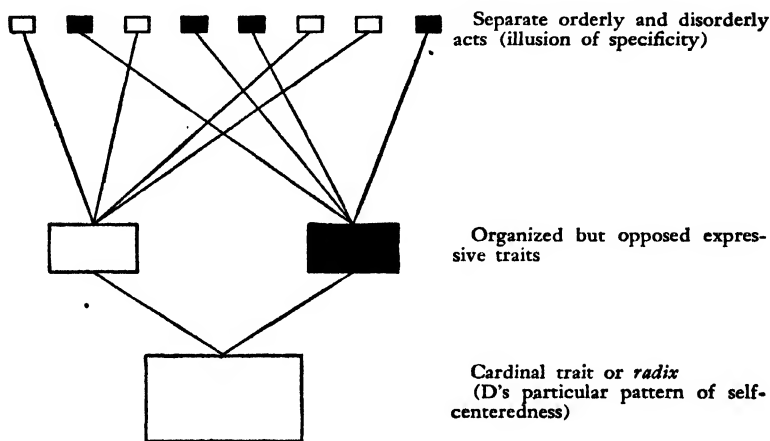 Separate orderly and disorderly
acts (illusion of specificity)
Organized but opposed expres-
sive traits
Cardinal trait or radix
(D's particular pattern of self-
centeredness)